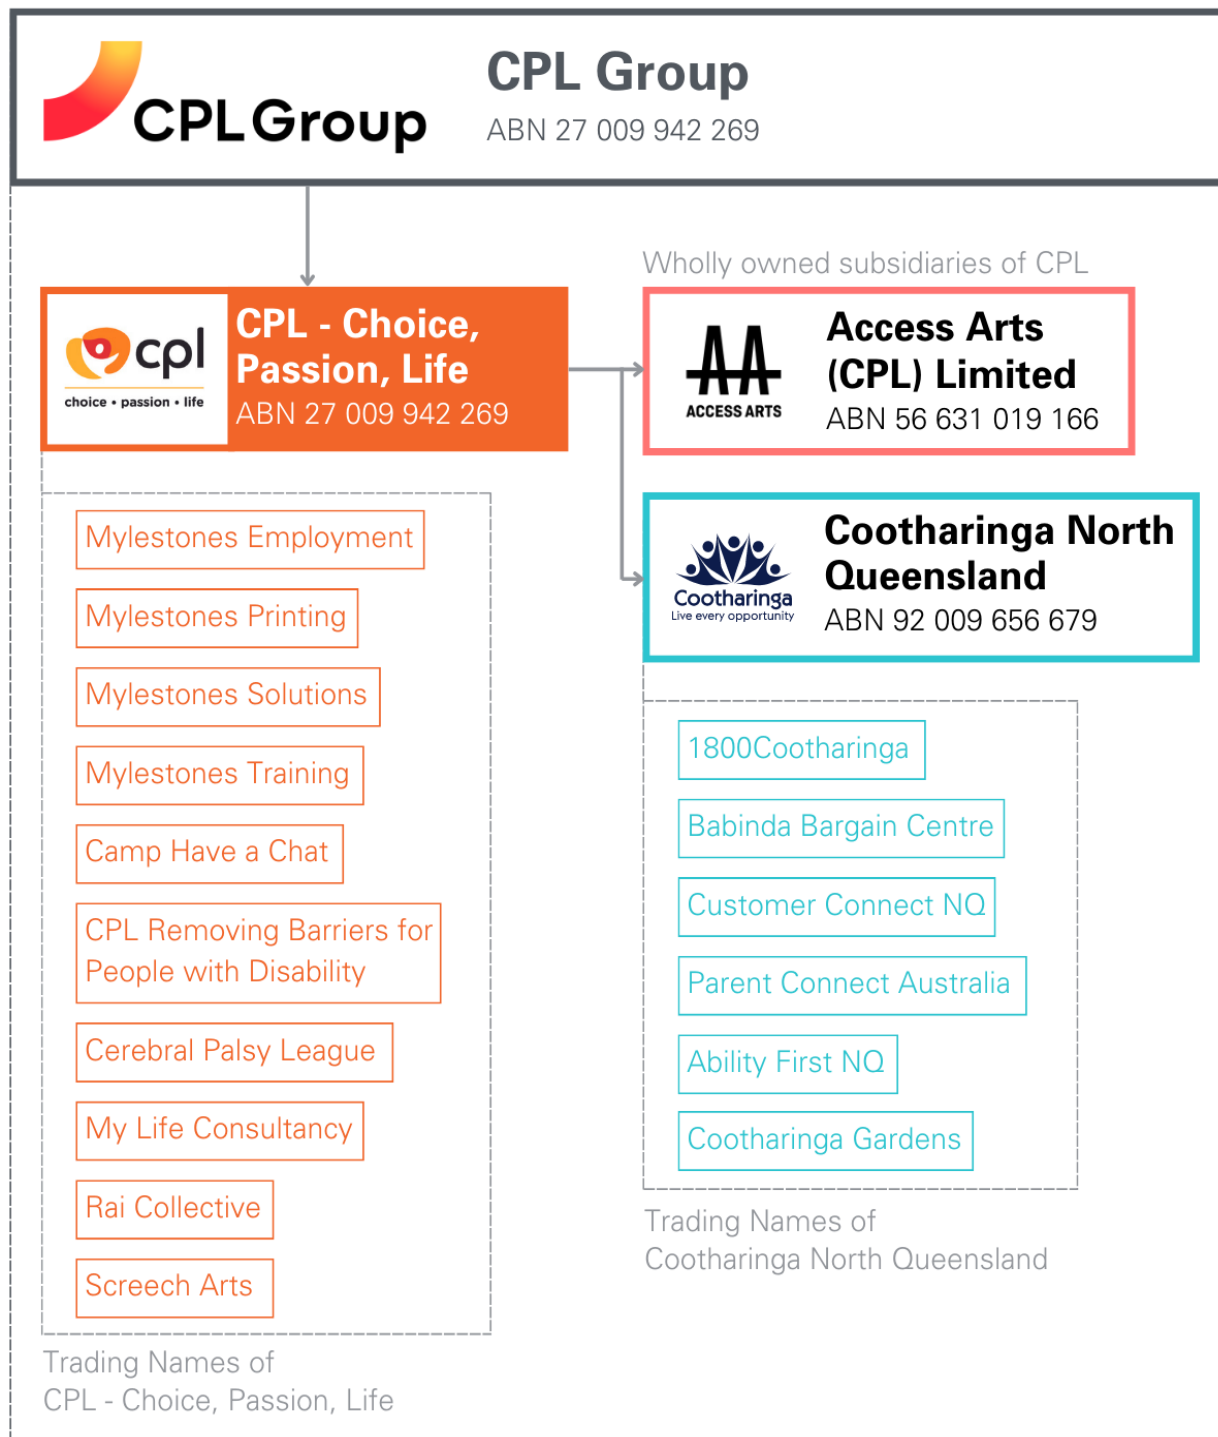 CPLGroup
CPL Group
ABN 27 009 942 269
cpl
choice • passion • life
CPL - Choice,
Passion, Life
ABN 27 009 942 269
Wholly owned subsidiaries of CPL
ACCESS ARTS
Access Arts
(CPL) Limited
ABN 56 631 019 166
Cootharinga
Live every opportunity
Cootharinga North
Queensland
ABN 92 009 656 679
Mylestones Employment
Mylestones Printing
Mylestones Solutions
Mylestones Training
Camp Have a Chat
CPL Removing Barriers for
People with Disability
Cerebral Palsy League
My Life Consultancy
Rai Collective
Screech Arts
Trading Names of
CPL - Choice, Passion, Life
1800Cootharinga
Babinda Bargain Centre
Customer Connect NQ
Parent Connect Australia
Ability First NQ
Cootharinga Gardens
Trading Names of
Cootharinga North Queensland